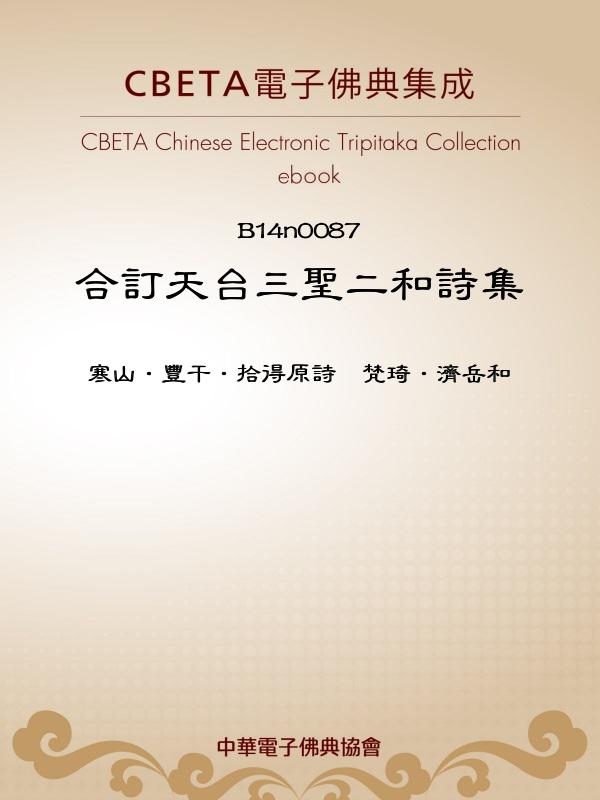 CBETA電子佛典集成
CBETA Chinese Electronic Tripitaka Collection
ebook
B14n0087
合訂天台三聖二和詩集
寒山．豐干．拾得原詩　梵琦．濟岳和
中華電子佛典協會